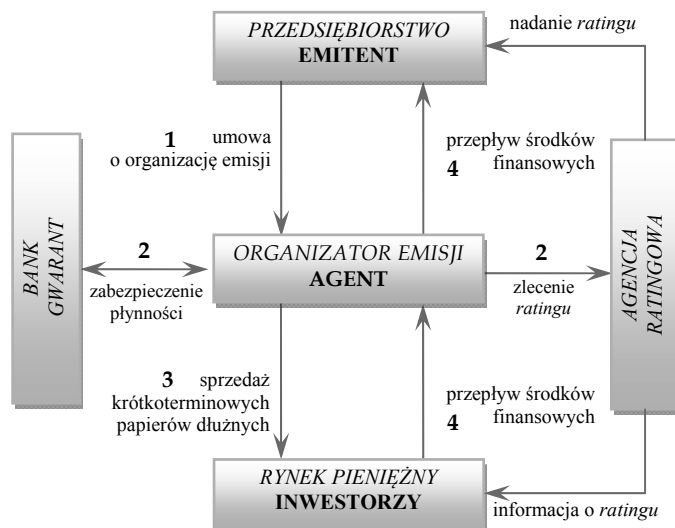 PRZEDSIĘBIORSTWO
EMITENT
nadanie ratingu
1 umowa
o organizację emisji
przepływ środków
4 finansowych
BANK
GWARANT
2
zabezpieczenie
płynności
ORGANIZATOR EMISJI
AGENT
2
zlecenie
ratingu
AGENCJA
RATINGOWA
3 sprzedaż
krótkoterminowych
papierów dłużnych
przepływ środków
4 finansowych
RYNEK PIENIĘŻNY
INWESTORZY
informacja o ratingu